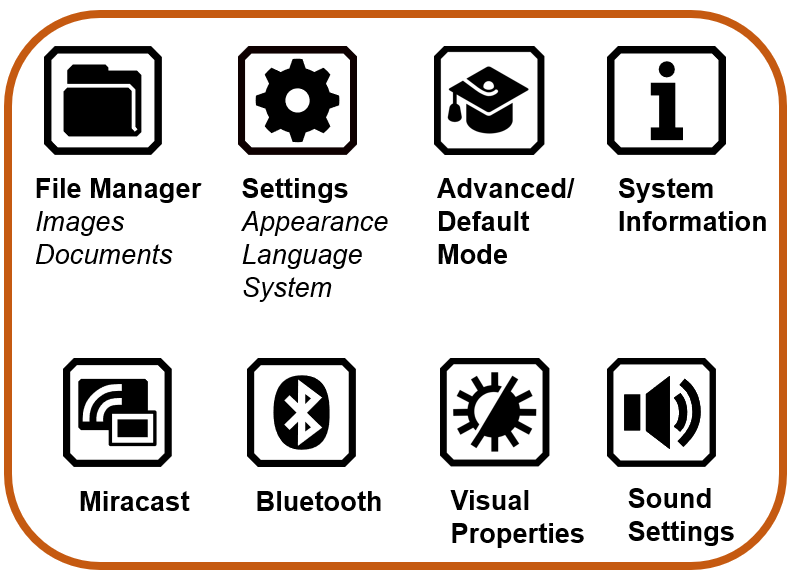 File Manager
Images
Documents
Settings
Appearance
Language
System
Advanced/
Default
Mode
System
Information
Miracast
Bluetooth
Visual
Properties
Sound
Settings